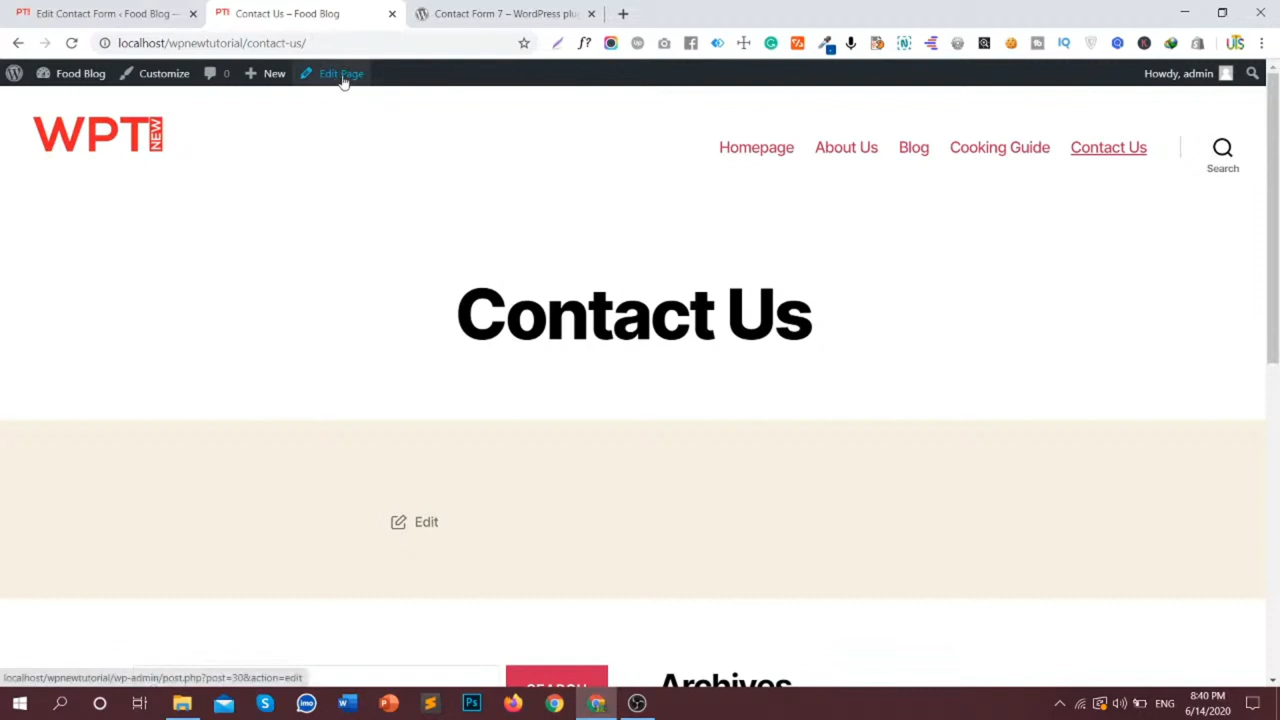 Edit Contact Form ‹ Food Blog —
Contact Us – Food Blog
Contact Form 7 – WordPress plu
localhost/wpnewtutorial/contact-us/
f?
IQ
Food Blog
Customize
0
New
Edit Page
Howdy, admin
WPT NEW
Homepage
About Us
Blog
Cooking Guide
Contact Us
Search
Contact Us
Edit
localhost/wpnewtutorial/wp-admin/post.php?post=30&action=edit
SEARCH
Archives
ENG
8:40 PM
6/14/2020